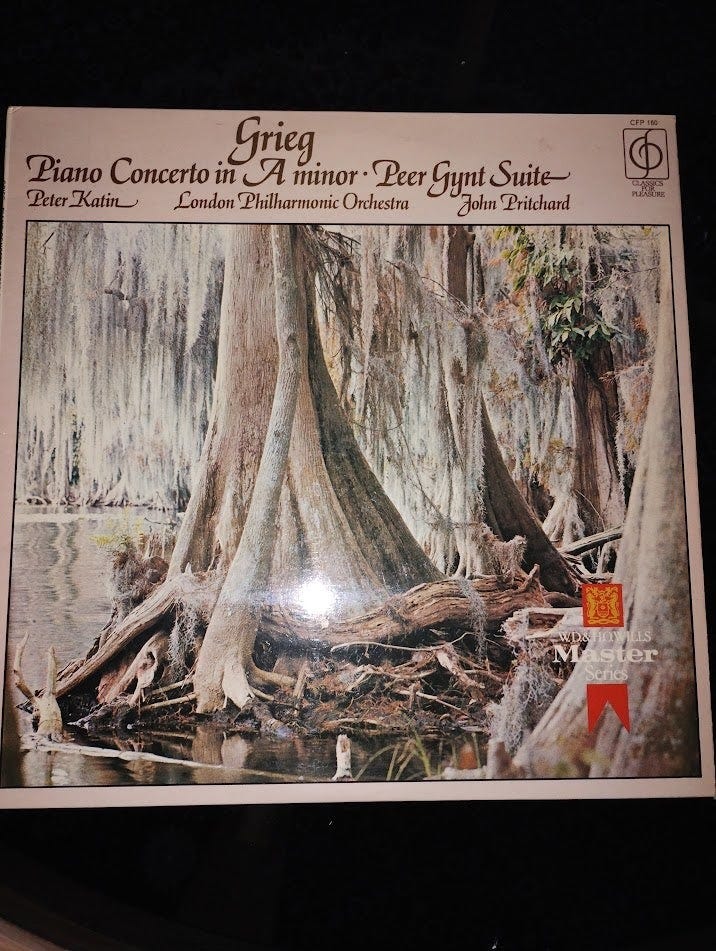 CFP 160
Grieg
Piano Concerto in A minor · Peer Gynt Suite
Peter Katin London Philharmonic Orchestra John Pritchard
CLASSICS
FOR
PLEASURE
W.D. & H.O. WILLS
Master
Series